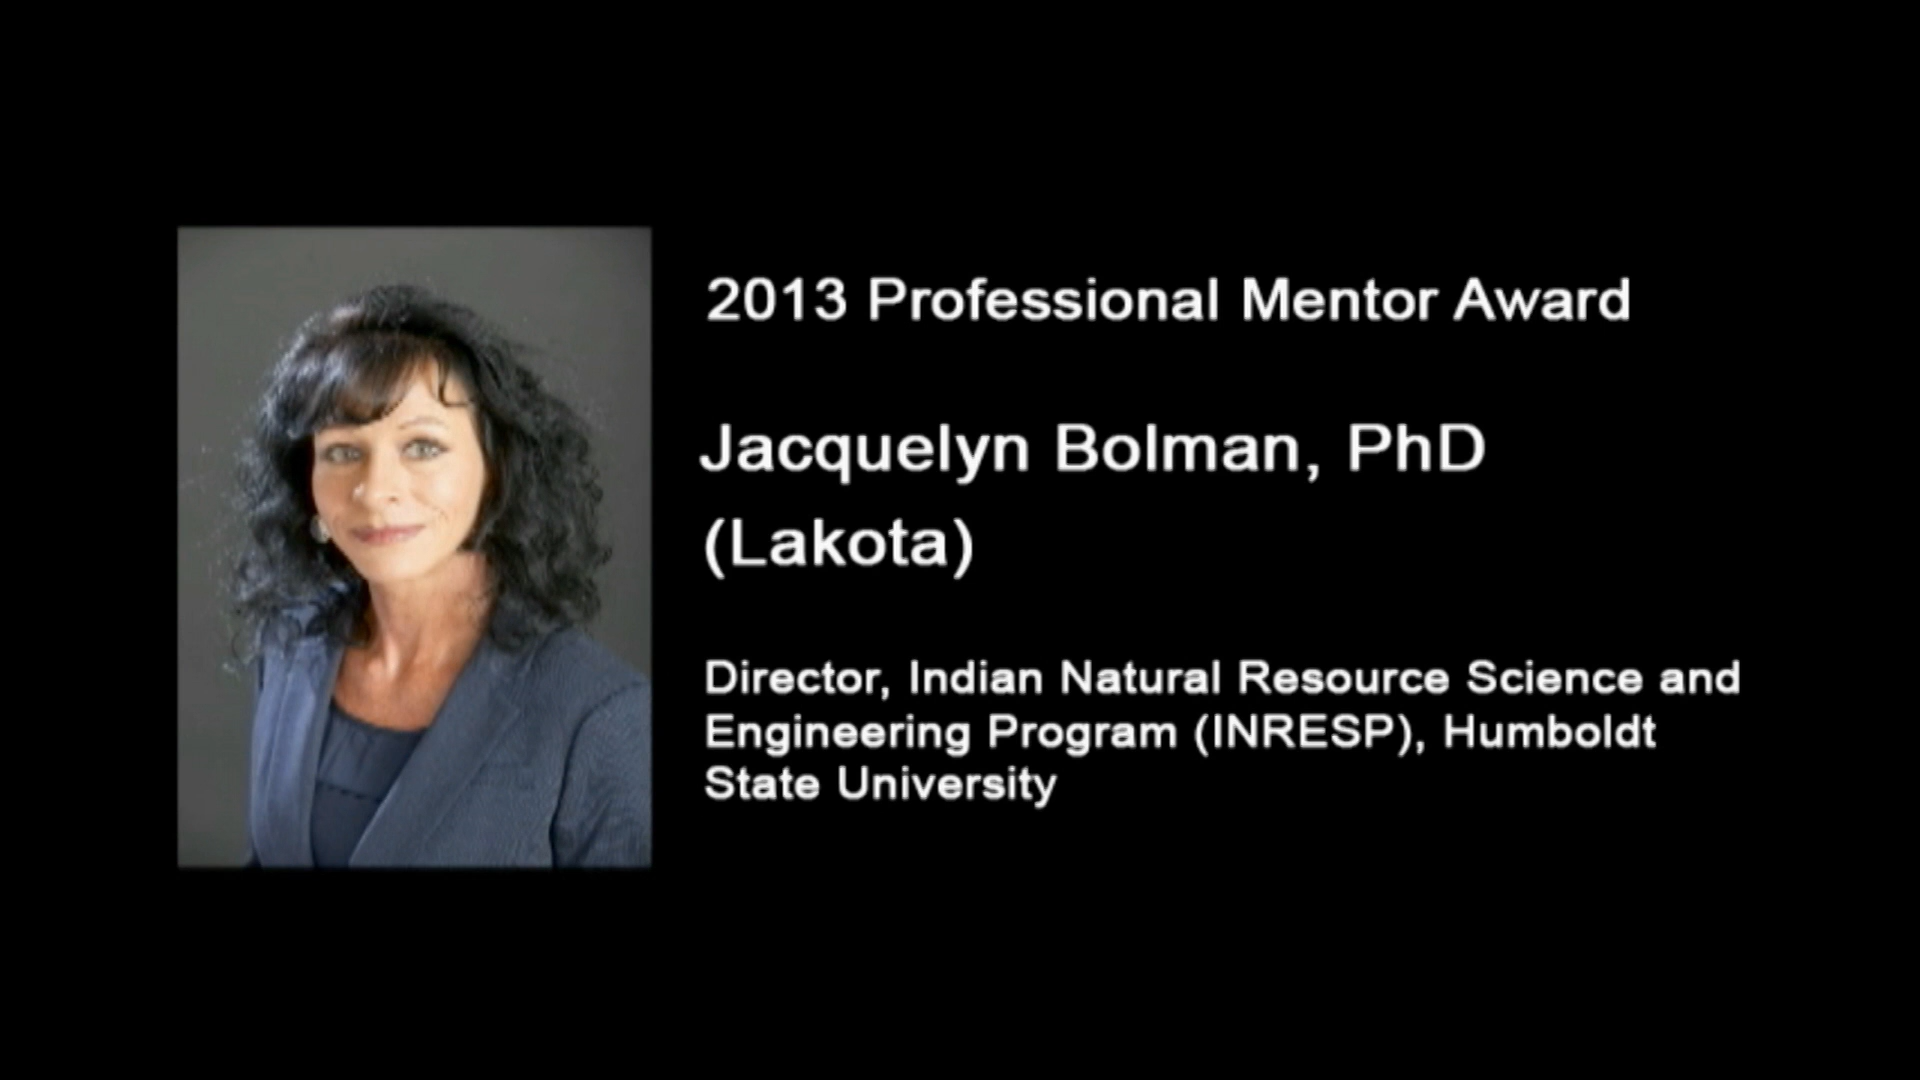 2013 Professional Mentor Award
Jacquelyn Bolman, PhD
(Lakota)
Director, Indian Natural Resource Science and
Engineering Program (INRESP), Humboldt
State University